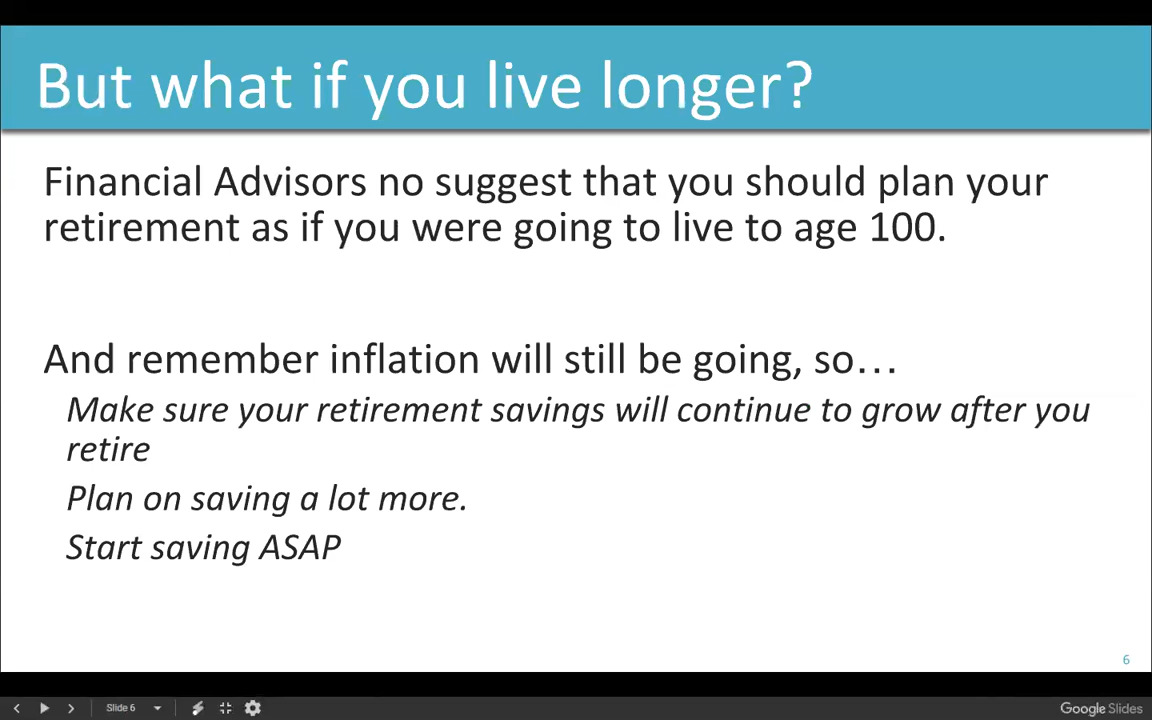 But what if you live longer?
Financial Advisors no suggest that you should plan your
retirement as if you were going to live to age 100.
And remember inflation will still be going, so…
Make sure your retirement savings will continue to grow after you
retire
Plan on saving a lot more.
Start saving ASAP
6
Slide 6
Google Slides